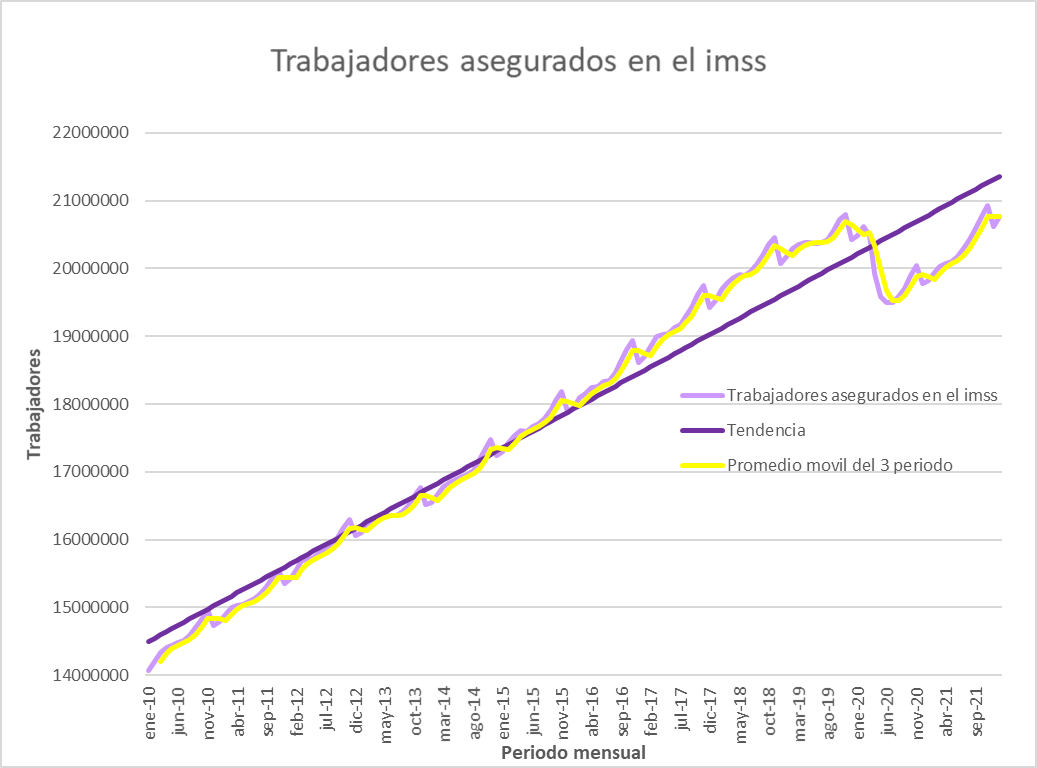 Trabajadores asegurados en el imss
22000000
21000000
20000000
19000000
18000000
17000000
16000000
15000000
14000000
Trabajadores
Trabajadores asegurados en el imss
Tendencia
Promedio movil del 3 periodo
ene-10
jun-10
nov-10
abr-11
sep-11
feb-12
jul-12
dic-12
may-13
oct-13
mar-14
ago-14
ene-15
jun-15
nov-15
abr-16
sep-16
feb-17
jul-17
dic-17
may-18
oct-18
mar-19
ago-19
ene-20
jun-20
nov-20
abr-21
sep-21
Periodo mensual